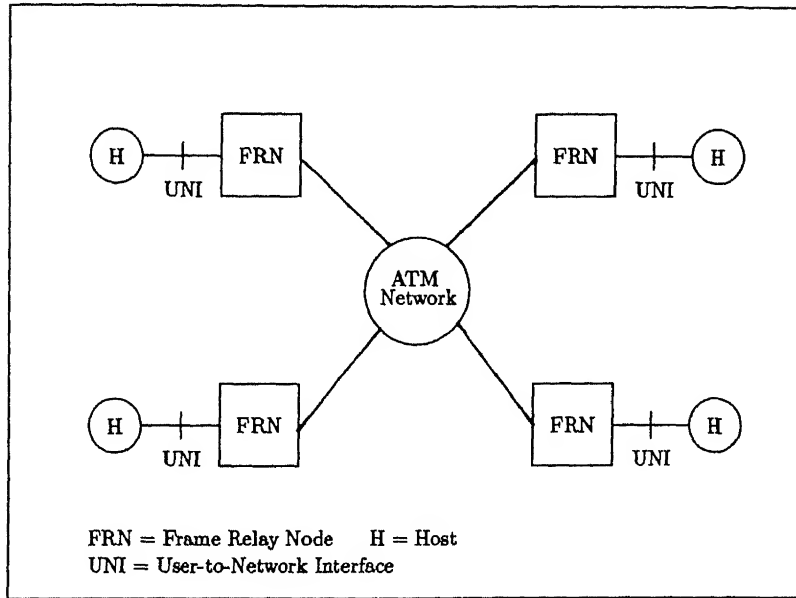 H
UNI
FRN
FRN
UNI
H
ATM
Network
H
UNI
FRN
FRN
UNI
H
FRN = Frame Relay Node H = Host
UNI = User-to-Network Interface